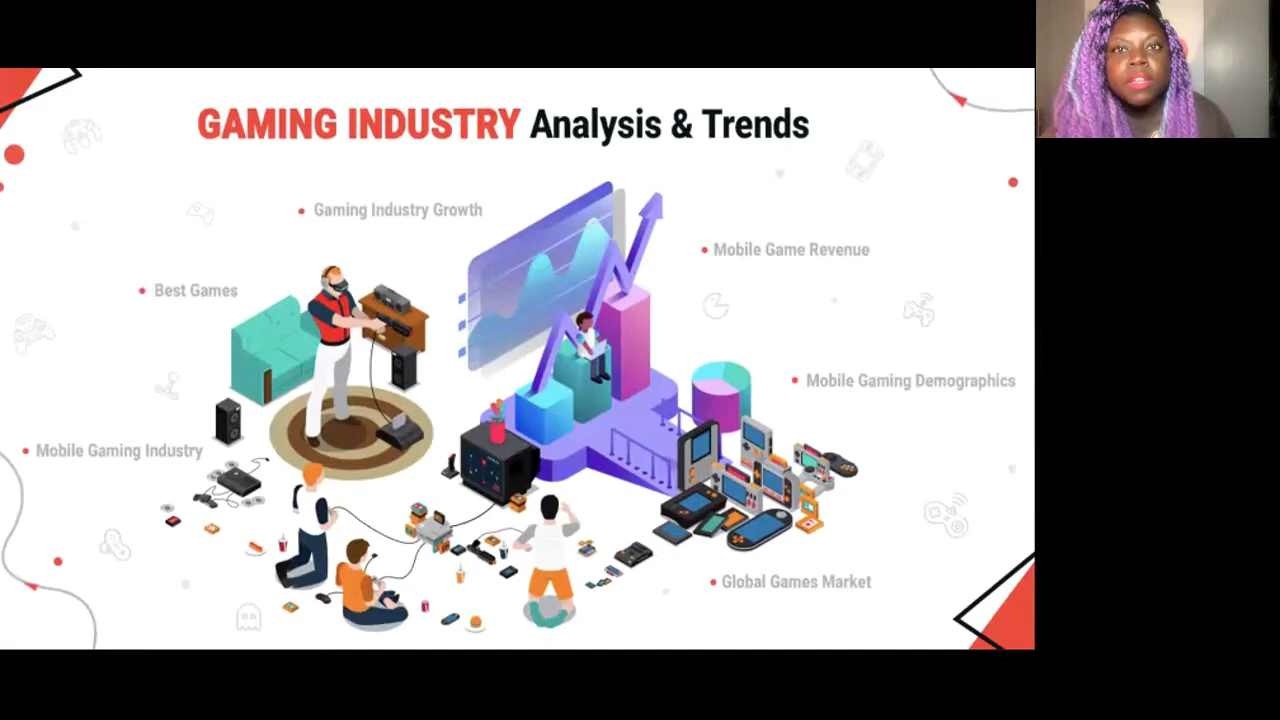 GAMING INDUSTRY Analysis & Trends
Gaming Industry Growth
Mobile Game Revenue
Best Games
Mobile Gaming Demographics
Mobile Gaming Industry
Global Games Market